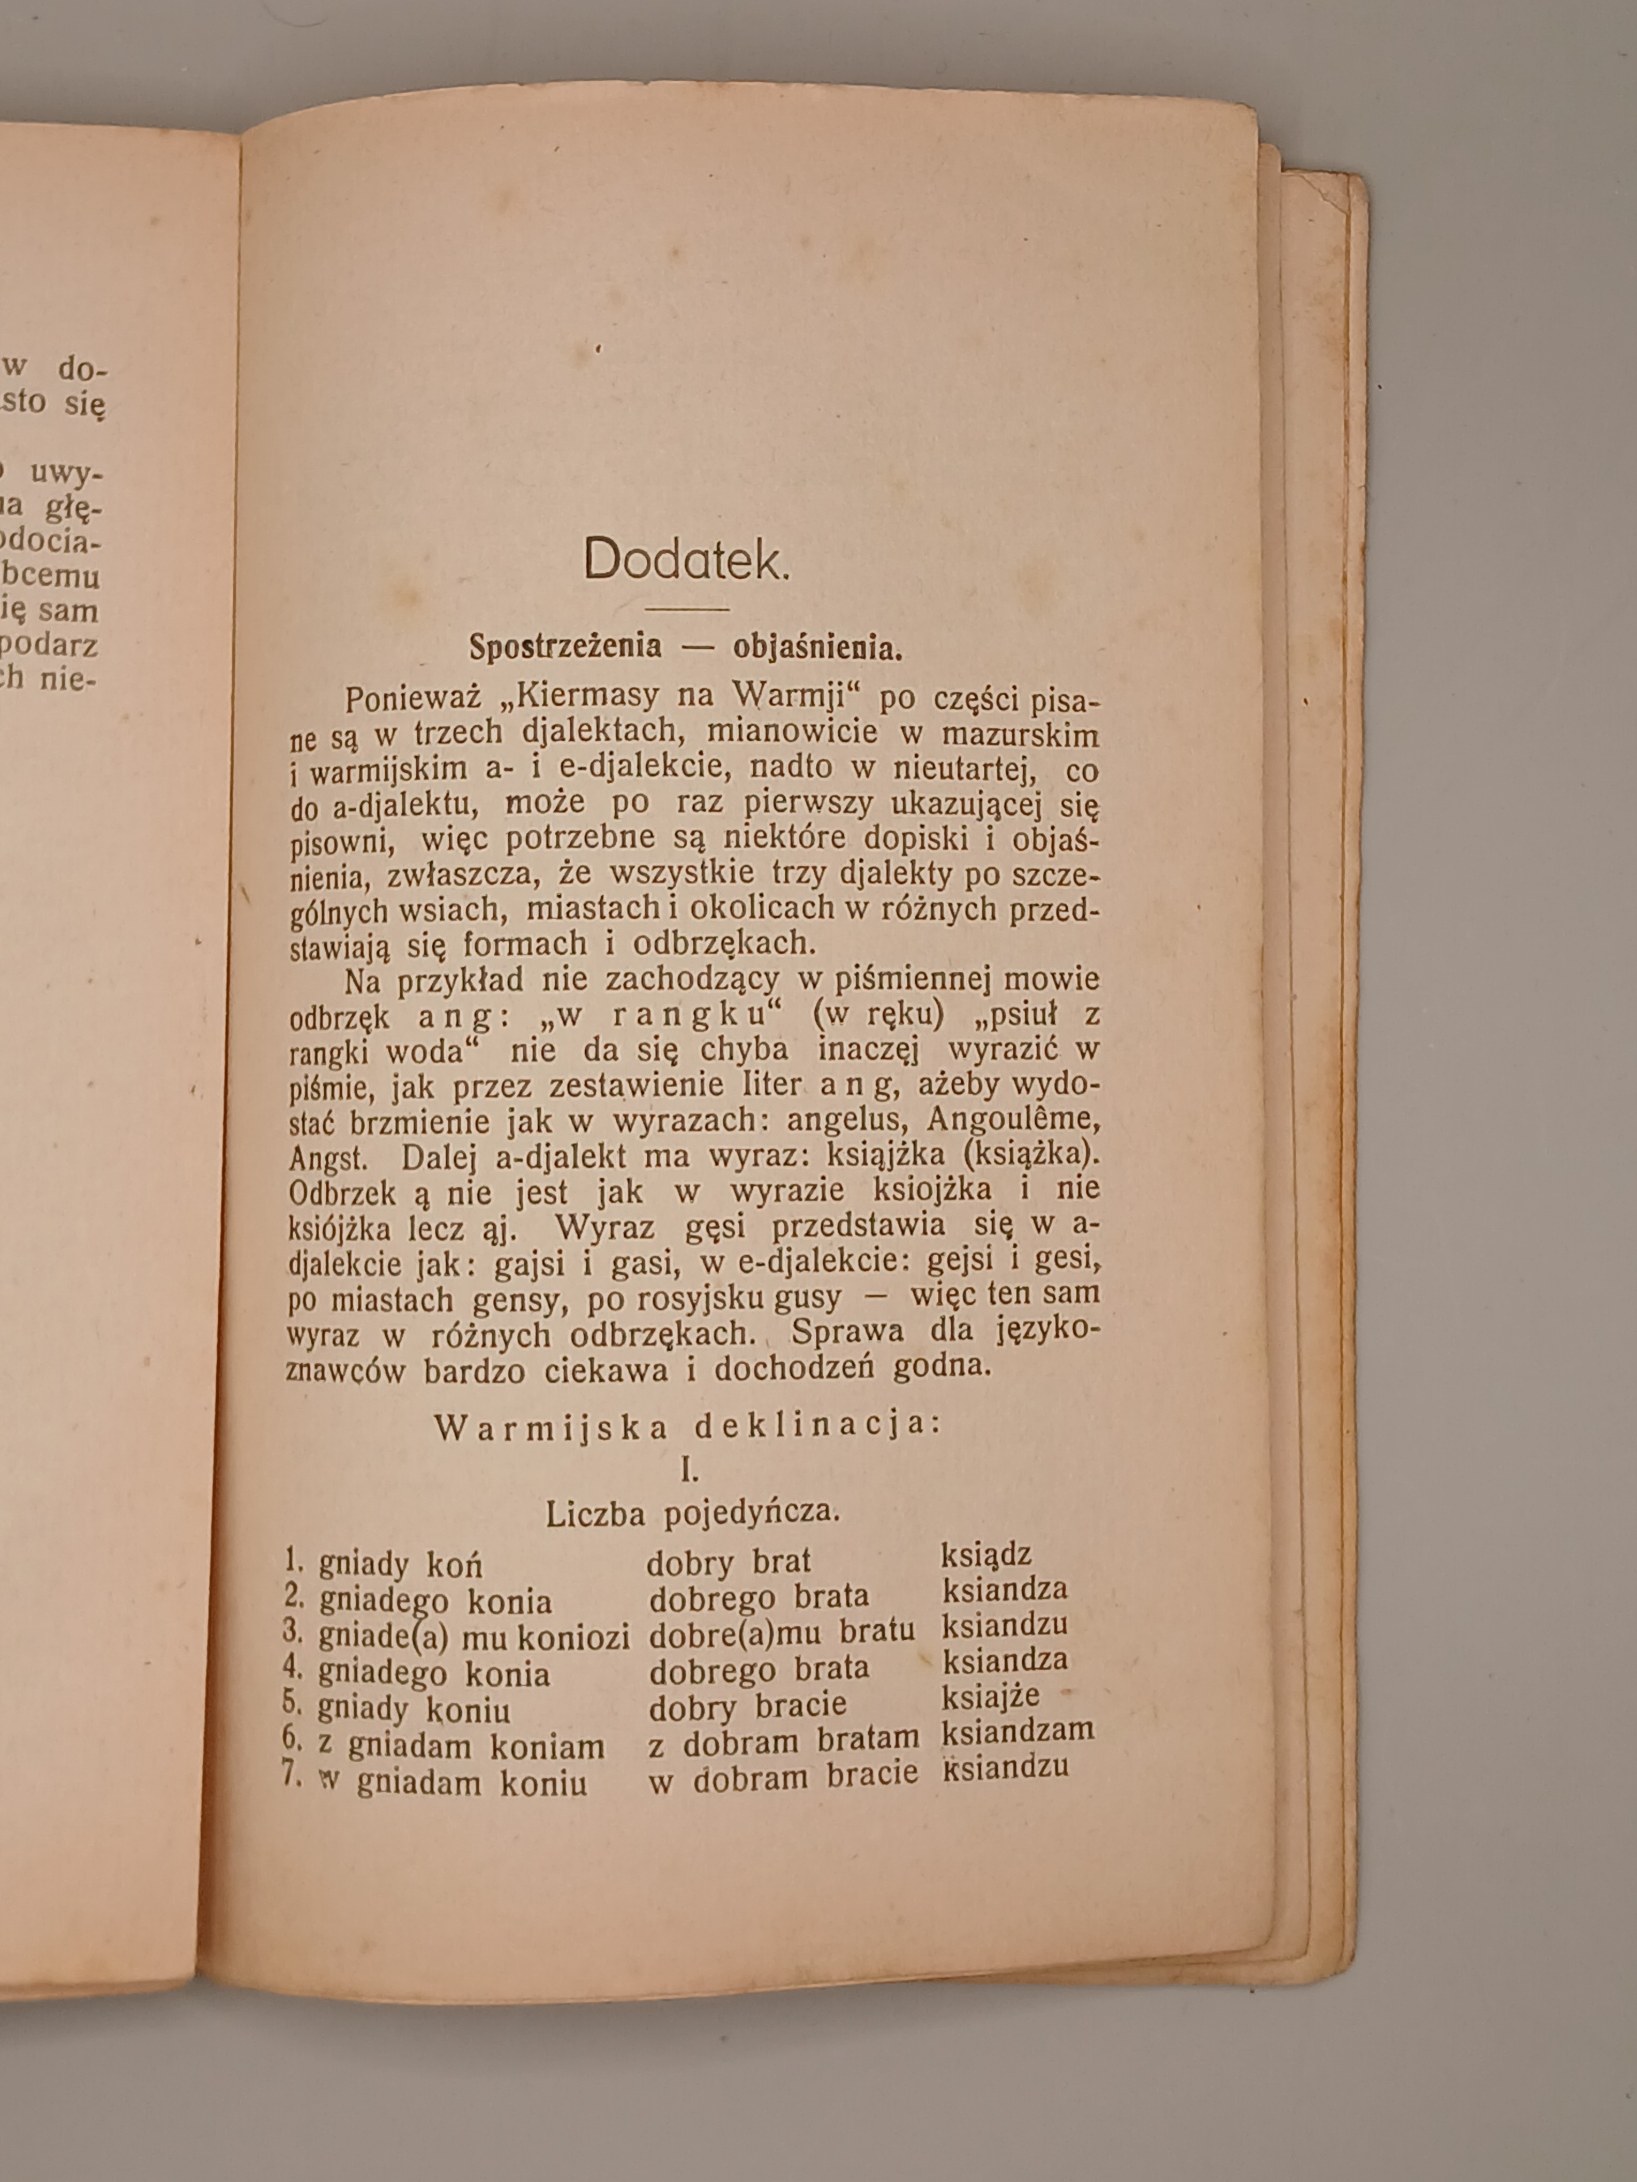 w do-
sto się
uwy-
głę-
sam
nie-
Dodatek.
Spostrzeżenia — objaśnienia.
Ponieważ „Kiermasy na Warmji“ po części pisa-
ne są w trzech djalektach, mianowicie w mazurskim
i warmijskim a- i e-djalekcie, nadto w nieutartej, co
do a-djalektu, może po raz pierwszy ukazującej się
pisowni, więc potrzebne są niektóre dopiski i objaś-
nienia, zwłaszcza, że wszystkie trzy djalekty po szcze-
gólnych wsiach, miastach i okolicach w różnych przed-
stawiają się formach i odbrzękach.
Na przykład nie zachodzący w piśmiennej mowie
odbrzęk ang: „w rangku“ (w ręku) „psiuł z
rangki woda“ nie da się chyba inaczęj wyrazić w
piśmie, jak przez zestawienie liter ang, ażeby wydo-
stać brzmienie jak w wyrazach: angelus, Angoulême,
Angst. Dalej a-djalekt ma wyraz: książka (książka).
Odbrzek ą nie jest jak w wyrazie ksiojżka i nie
ksiójżka lecz ąj. Wyraz gęsi przedstawia się w a-
djalekcie jak: gajsi i gasi, w e-djalekcie: gejsi i gesi,
po miastach gensy, po rosyjsku gusy — więc ten sam
wyraz w różnych odbrzękach. Sprawa dla języko-
znawców bardzo ciekawa i dochodzeń godna.
Warmijska deklinacja:
I.
Liczba pojedyńcza.
1. gniady koń dobry brat ksiądz
2. gniadego konia dobrego brata ksiandza
3. gniade(a) mu koniozi dobre(a)mu bratu ksiandzu
4. gniadego konia dobrego brata ksiandza
5. gniady koniu dobry bracie ksiajże
6. z gniadam koniam z dobram bratam ksiandzam
7. w gniadam koniu w dobram bracie ksiandzu